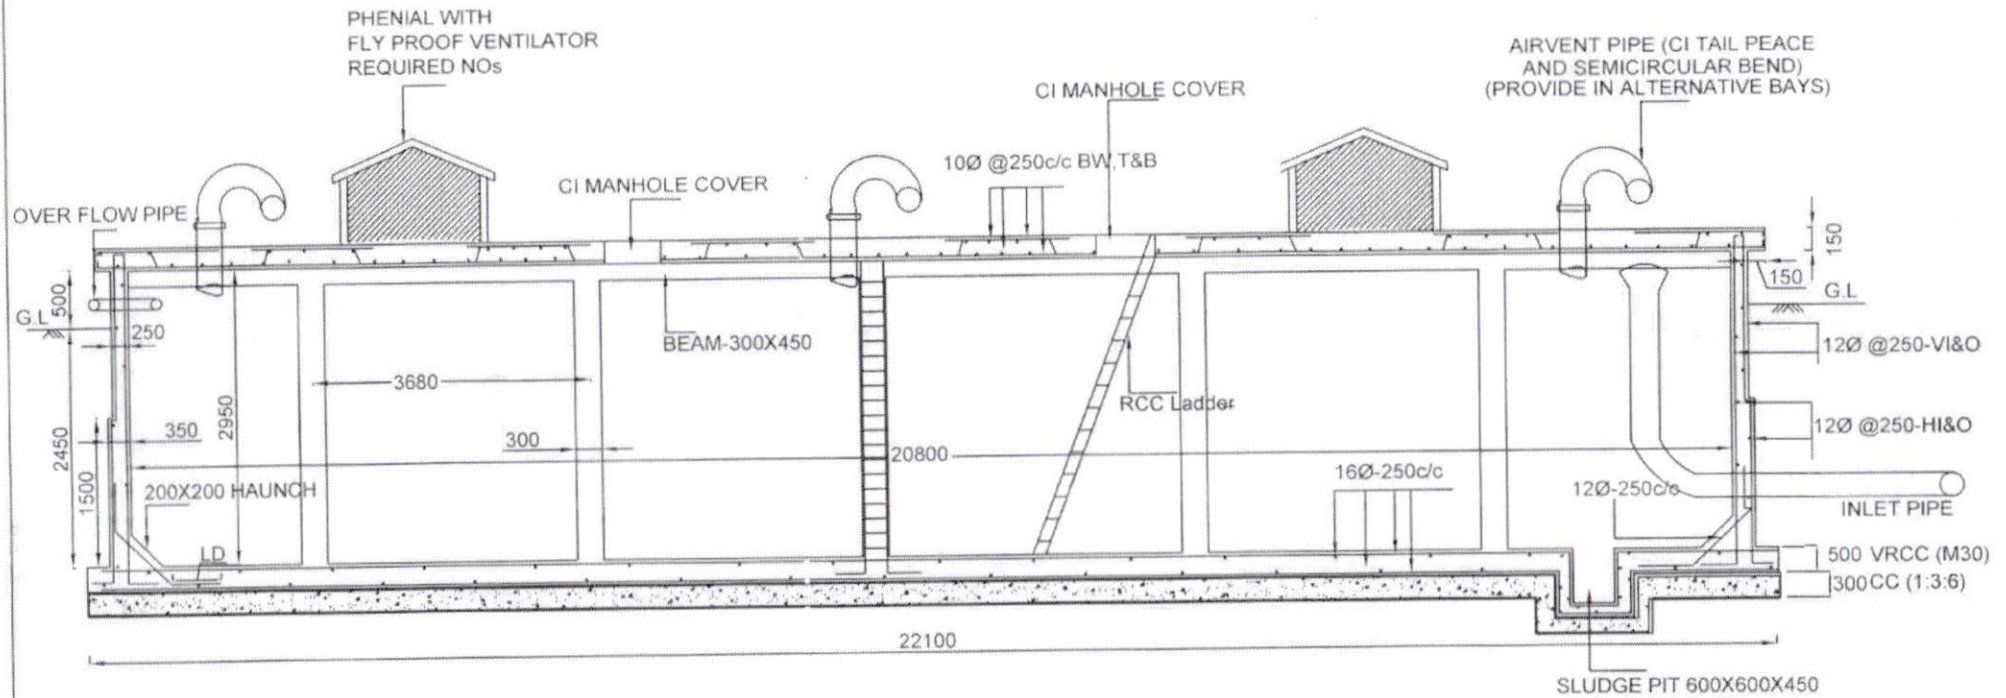 PHENIAL WITH
FLY PROOF VENTILATOR
REQUIRED NOs
AIRVENT PIPE (CI TAIL PEACE
AND SEMICIRCULAR BEND)
(PROVIDE IN ALTERNATIVE BAYS)
CI MANHOLE COVER
10Ø @250c/c BW,T&B
CI MANHOLE COVER
OVER FLOW PIPE
150
150
500
G.L
G.L
250
BEAM-300X450
12Ø @250-VI&O
3680
RCC Ladder
2950
2450
350
300
12Ø @250-HI&O
20800
16Ø-250c/c
1500
200X200 HAUNCH
12Ø-250c/c
INLET PIPE
LD
500 VRCC (M30)
300 CC (1:3:6)
22100
SLUDGE PIT 600X600X450